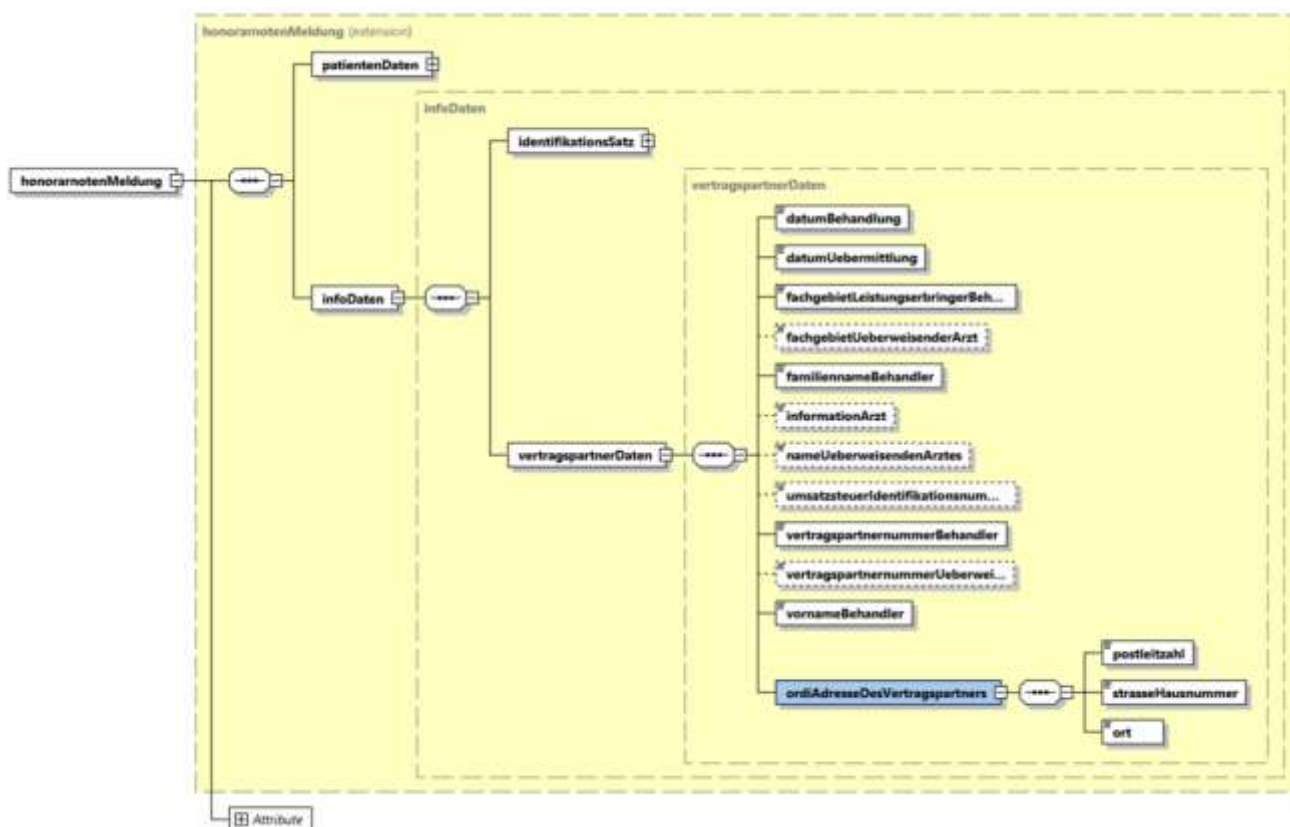 honorarnotenMeldung (extension)
patientenDaten
infoDaten
identifikationsSatz
honorarnotenMeldung
vertragspartnerDaten
datumBehandlung
datumUebermittlung
fachgebietLeistungserbringerBeh...
infoDaten
fachgebietUeberweisenderArzt
familiennameBehandler
informationArzt
vertragspartnerDaten
nameUeberweisendenArztes
umsatzsteuerIdentifikationsnum...
vertragspartnernummerBehandler
vertragspartnernummerUeberwei...
vornameBehandler
postleitzahl
ordiAdresseDesVertragspartners
strasseHausnummer
ort
Attribute